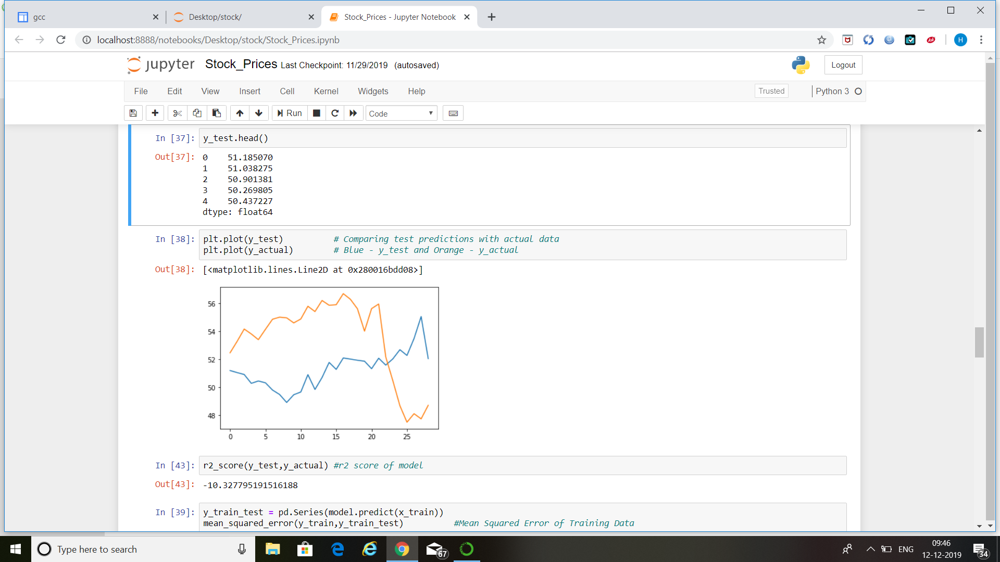 gcc
Desktop/stock/
Stock_Prices - Jupyter Notebook
localhost:8888/notebooks/Desktop/stock/Stock_Prices.ipynb
Ask
H
jupyter Stock_Prices Last Checkpoint: 11/29/2019 (autosaved)
Logout
File Edit View Insert Cell Kernel Widgets Help
Trusted
Python 3
Run
Code
In [37]: y_test.head()
Out[37]: 0 51.185070
1 51.038275
2 50.901381
3 50.269805
4 50.437227
dtype: float64
In [38]: plt.plot(y_test) # Comparing test predictions with actual data
plt.plot(y_actual) # Blue - y_test and Orange - y_actual
Out[38]: [<matplotlib.lines.Line2D at 0x280016bdd08>]
56
54
52
50
48
0 5 10 15 20 25
In [43]: r2_score(y_test,y_actual) #r2 score of model
Out[43]: -10.327795191516188
In [39]: y_train_test = pd.Series(model.predict(x_train))
mean_squared_error(y_train,y_train_test) #Mean Squared Error of Training Data
Type here to search
67
ENG
09:46
12-12-2019
34